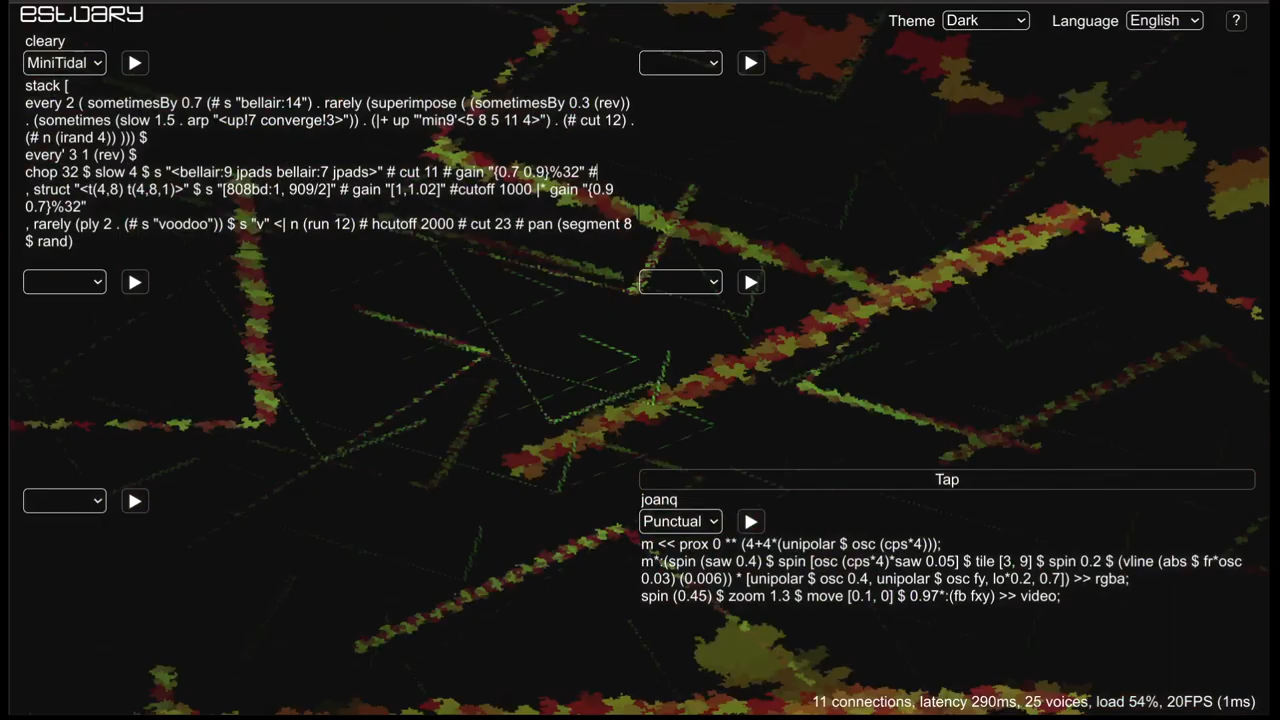 estuary
Theme Dark Language English ?
cleary
MiniTidal
stack [
every 2 ( sometimesBy 0.7 (# s "bellair:14") . rarely (superimpose ( (sometimesBy 0.3 (rev))
. (sometimes (slow 1.5 . arp "<up!7 converge!3>")) . (|+ up "'min9'<5 8 5 11 4>") . (# cut 12) .
(# n (irand 4)) ))) $
every' 3 1 (rev) $
chop 32 $ slow 4 $ s "<bellair:9 jpads bellair:7 jpads>" # cut 11 # gain "{0.7 0.9}%32" #
, struct "<t(4,8) t(4,8,1)>" $ s "[808bd:1, 909/2]" # gain "[1,1.02]" #cutoff 1000 |* gain "{0.9
0.7}%32"
, rarely (ply 2 . (# s "voodoo")) $ s "v" <| n (run 12) # hcutoff 2000 # cut 23 # pan (segment 8
$ rand)
Tap
joanq
Punctual
m << prox 0 ** (4+4*(unipolar $ osc (cps*4)));
m*:(spin (saw 0.4) $ spin [osc (cps*4)*saw 0.05] $ tile [3, 9] $ spin 0.2 $ (vline (abs $ fr*osc
0.03) (0.006)) * [unipolar $ osc 0.4, unipolar $ osc fy, lo*0.2, 0.7]) >> rgba;
spin (0.45) $ zoom 1.3 $ move [0.1, 0] $ 0.97*:(fb fxy) >> video;
11 connections, latency 290ms, 25 voices, load 54%, 20FPS (1ms)